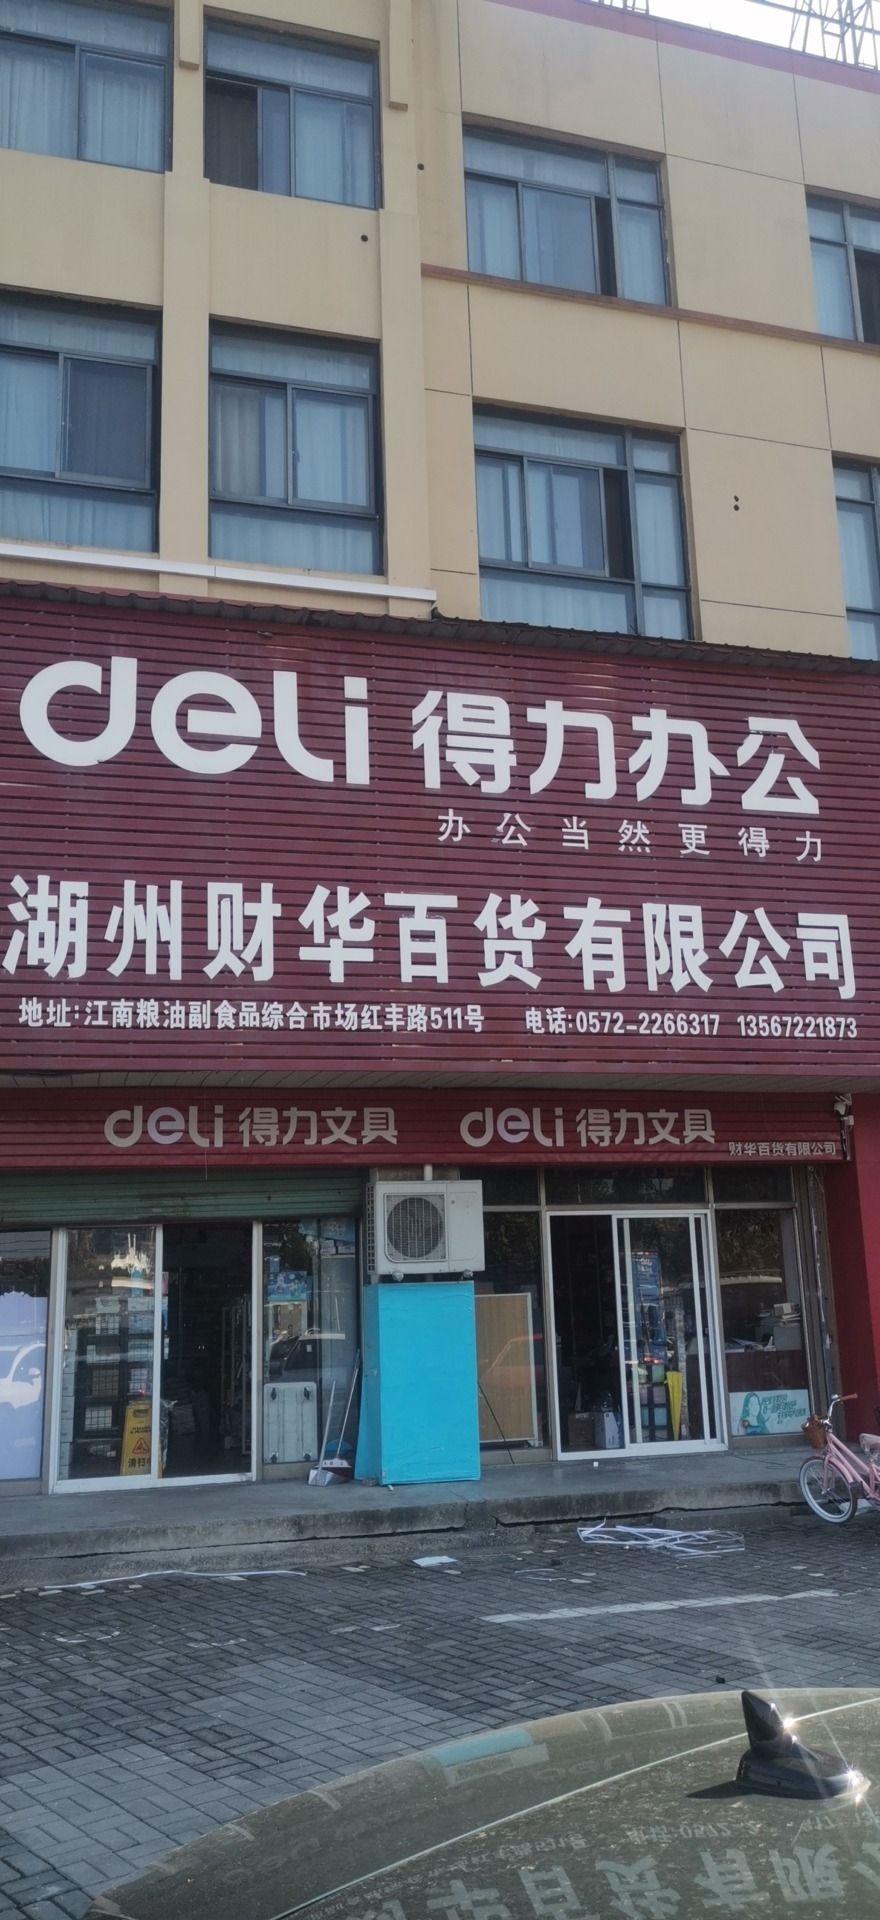 deli 得力办公
办公当然更得力
湖州财华百货有限公司
地址:江南粮油副食品综合市场红丰路511号 电话:0572-2266317 13567221873
deli 得力文具 deli 得力文具
财华百货有限公司